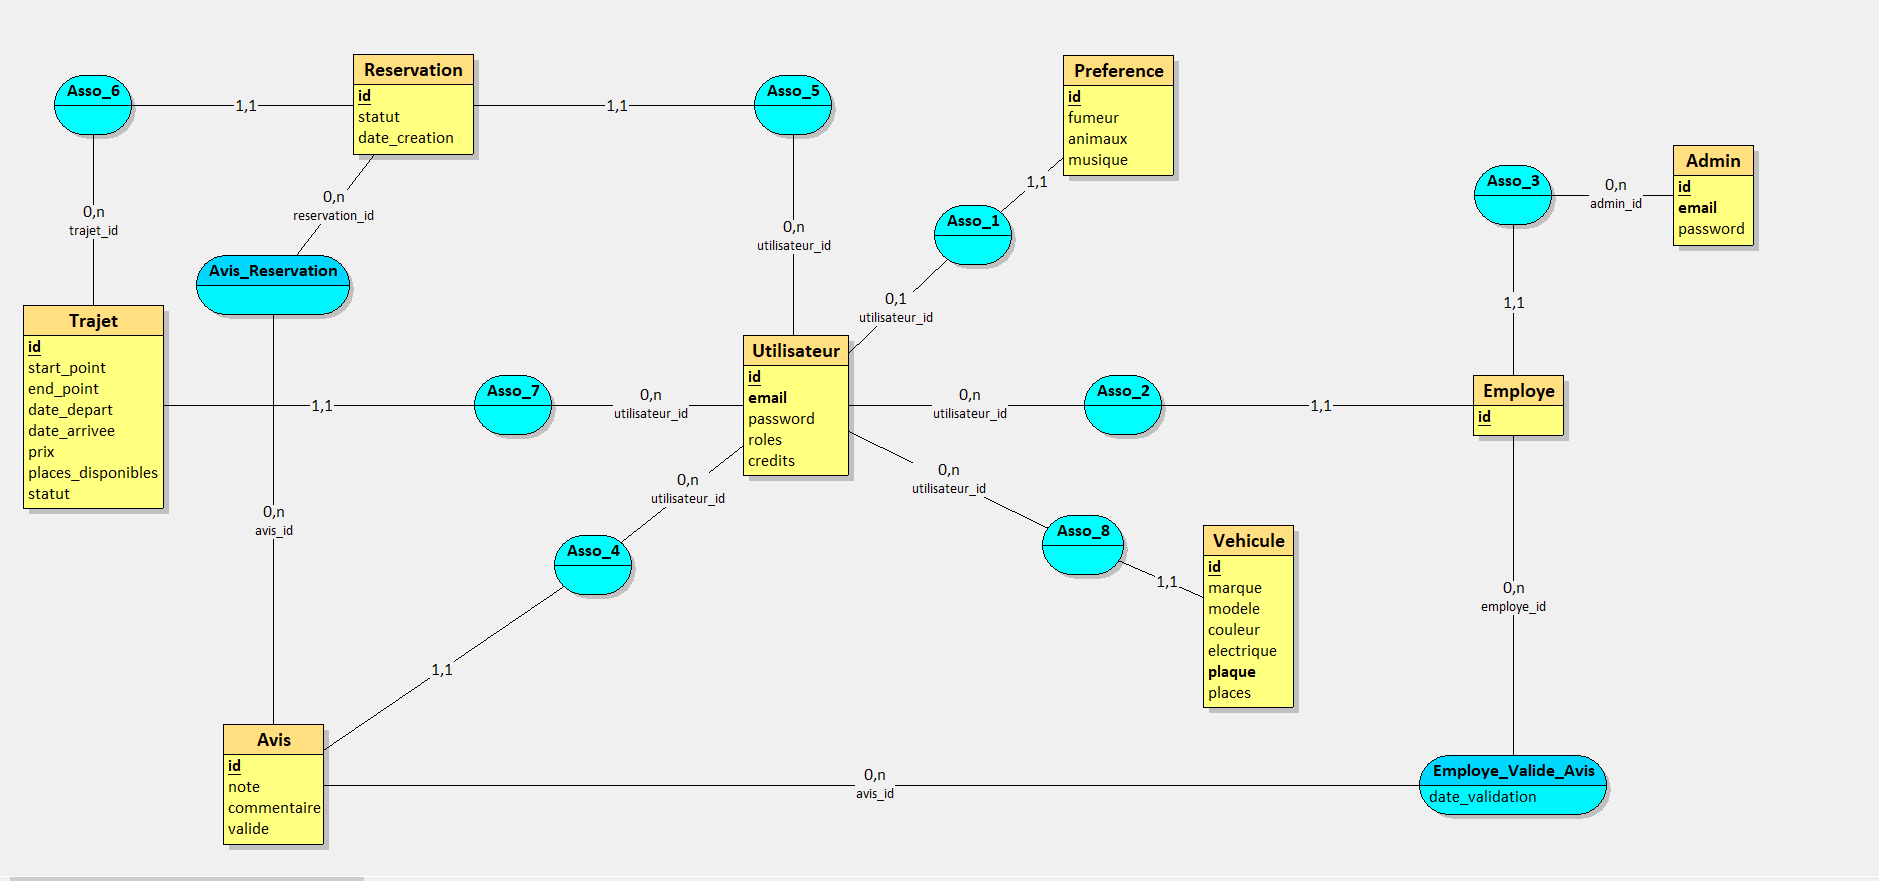 Asso_6
1,1
Reservation
id
statut
date_creation
1,1
Asso_5
Preference
id
fumeur
animaux
musique
1,1
Asso_1
Asso_3
0,n
admin_id
Admin
id
email
password
0,n
trajet_id
0,n
reservation_id
0,n
utilisateur_id
Avis_Reservation
0,1
utilisateur_id
1,1
Trajet
id
start_point
end_point
date_depart
date_arrivee
prix
places_disponibles
statut
1,1
Asso_7
0,n
utilisateur_id
Utilisateur
id
email
password
roles
credits
0,n
utilisateur_id
Asso_2
1,1
Employe
id
0,n
utilisateur_id
0,n
utilisateur_id
0,n
avis_id
Asso_4
Asso_8
1,1
Vehicule
id
marque
modele
couleur
electrique
plaque
places
0,n
employe_id
1,1
Avis
id
note
commentaire
valide
0,n
avis_id
Employe_Valide_Avis
date_validation